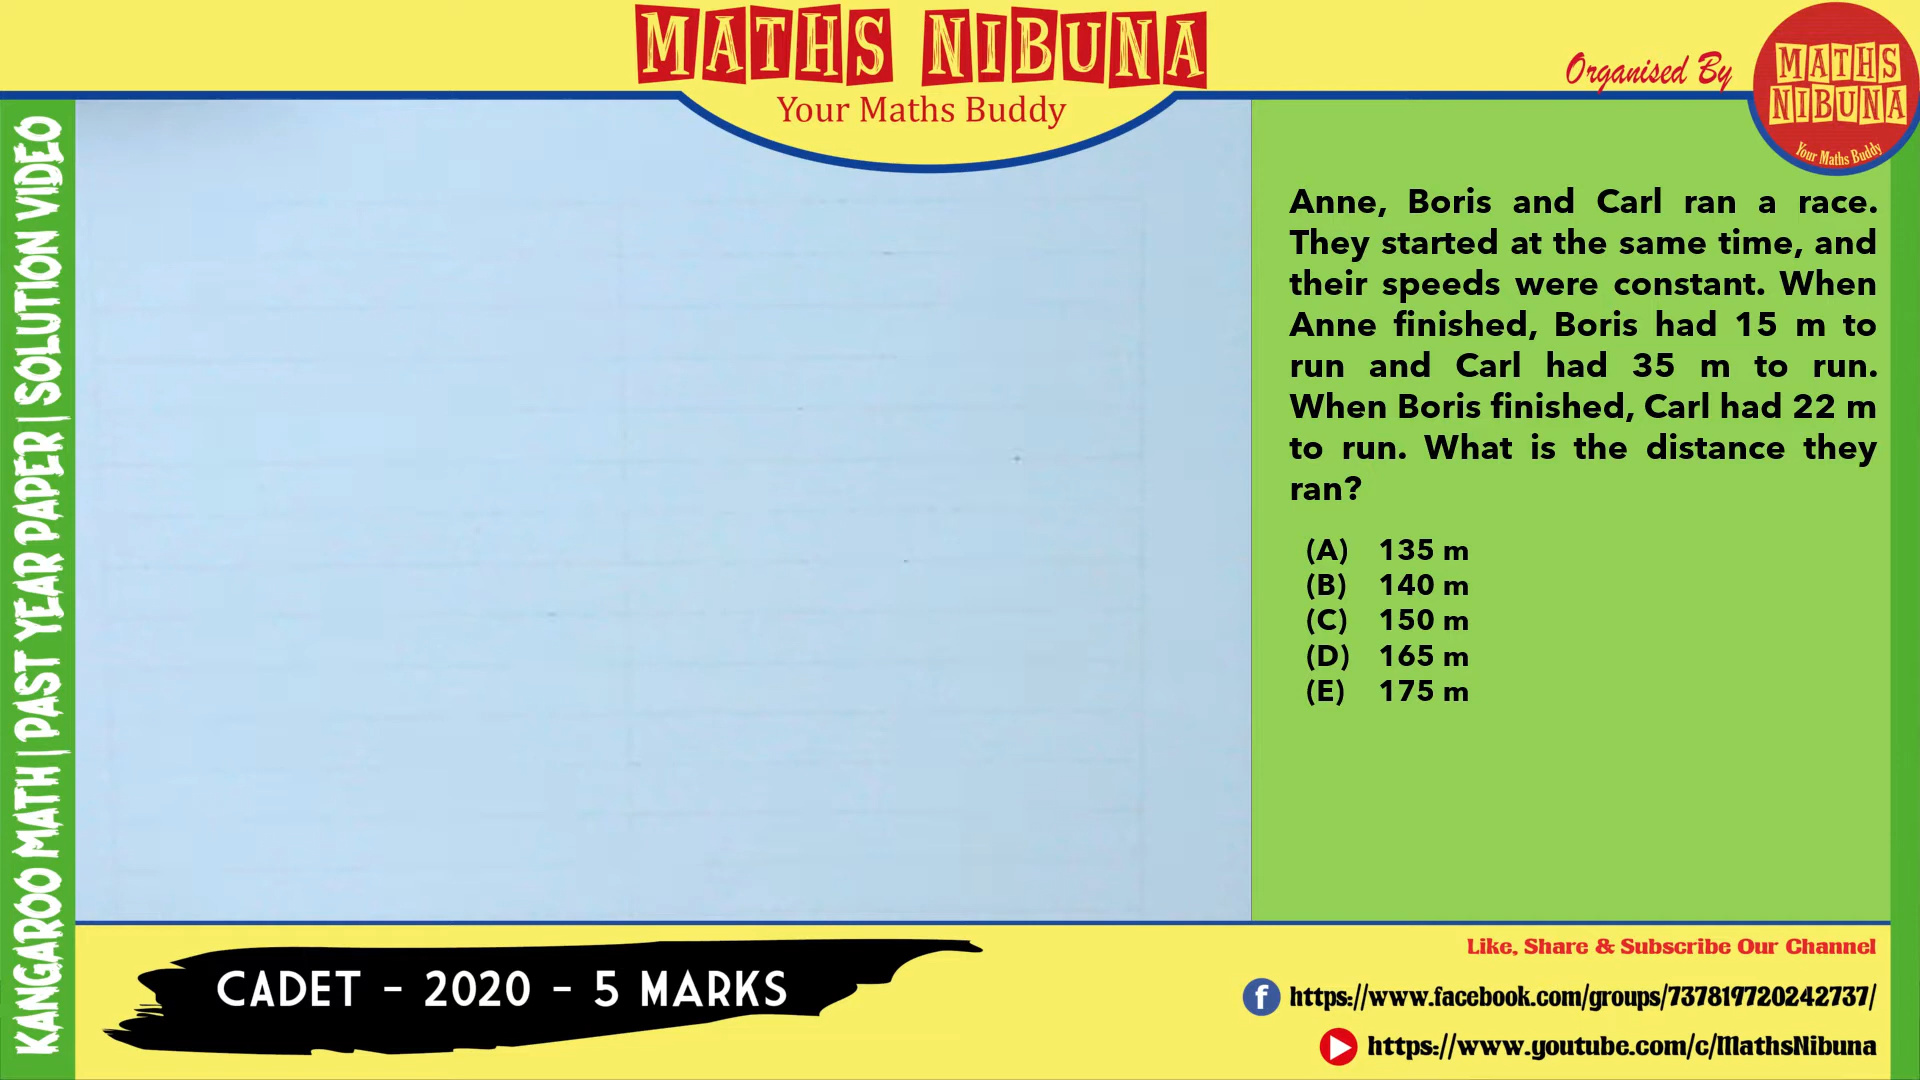 MATHS NIBUNA
Your Maths Buddy
Organised By
MATHS
NIBUNA
Your Maths Buddy
KANGAROO MATH | PAST YEAR PAPER | SOLUTION VIDEO
Anne, Boris and Carl ran a race.
They started at the same time, and
their speeds were constant. When
Anne finished, Boris had 15 m to
run and Carl had 35 m to run.
When Boris finished, Carl had 22 m
to run. What is the distance they
ran?
(A) 135 m
(B) 140 m
(C) 150 m
(D) 165 m
(E) 175 m
CADET - 2020 - 5 MARKS
Like, Share & Subscribe Our Channel
f https://www.facebook.com/groups/737819720242737/
https://www.youtube.com/c/MathsNibuna